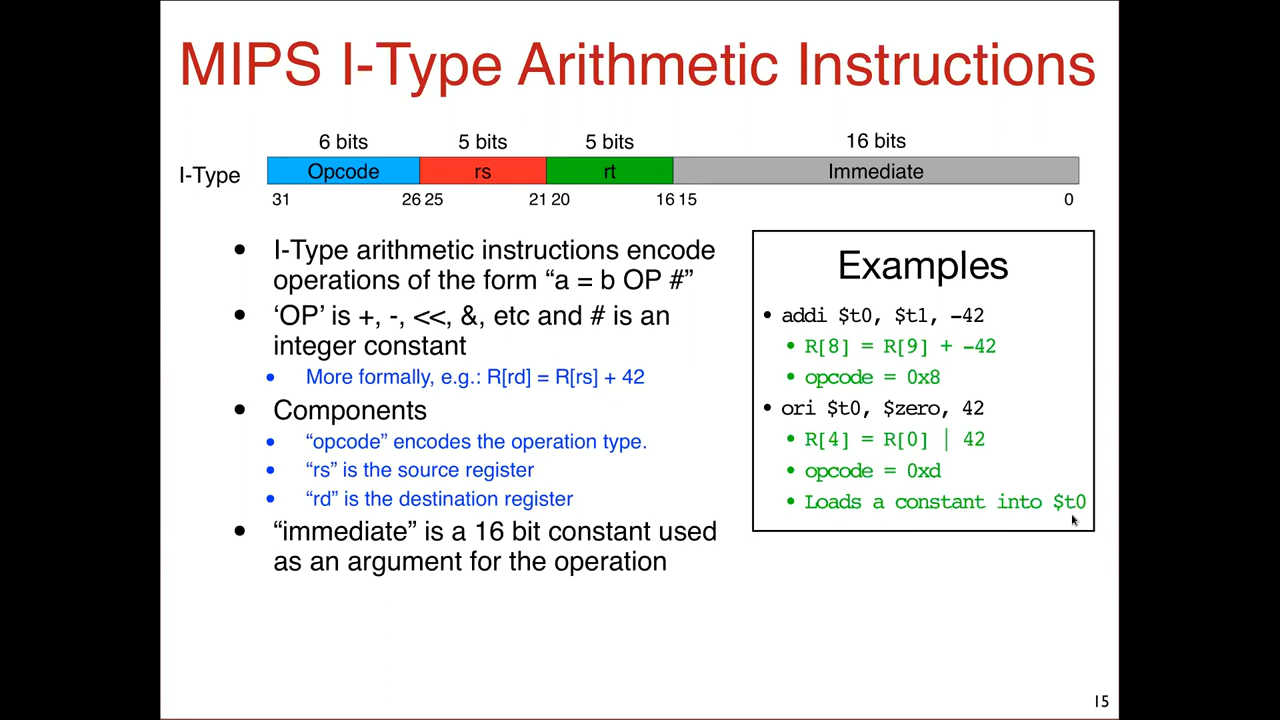 MIPS I-Type Arithmetic Instructions
6 bits 5 bits 5 bits 16 bits
I-Type Opcode rs rt Immediate
31 26 25 21 20 16 15 0
• I-Type arithmetic instructions encode
operations of the form “a = b OP #”
• ‘OP’ is +, -, <<, &, etc and # is an
integer constant
• More formally, e.g.: R[rd] = R[rs] + 42
• Components
• “opcode” encodes the operation type.
• “rs” is the source register
• “rd” is the destination register
• “immediate” is a 16 bit constant used
as an argument for the operation
Examples
• addi $t0, $t1, -42
• R[8] = R[9] + -42
• opcode = 0x8
• ori $t0, $zero, 42
• R[4] = R[0] | 42
• opcode = 0xd
• Loads a constant into $t0
15